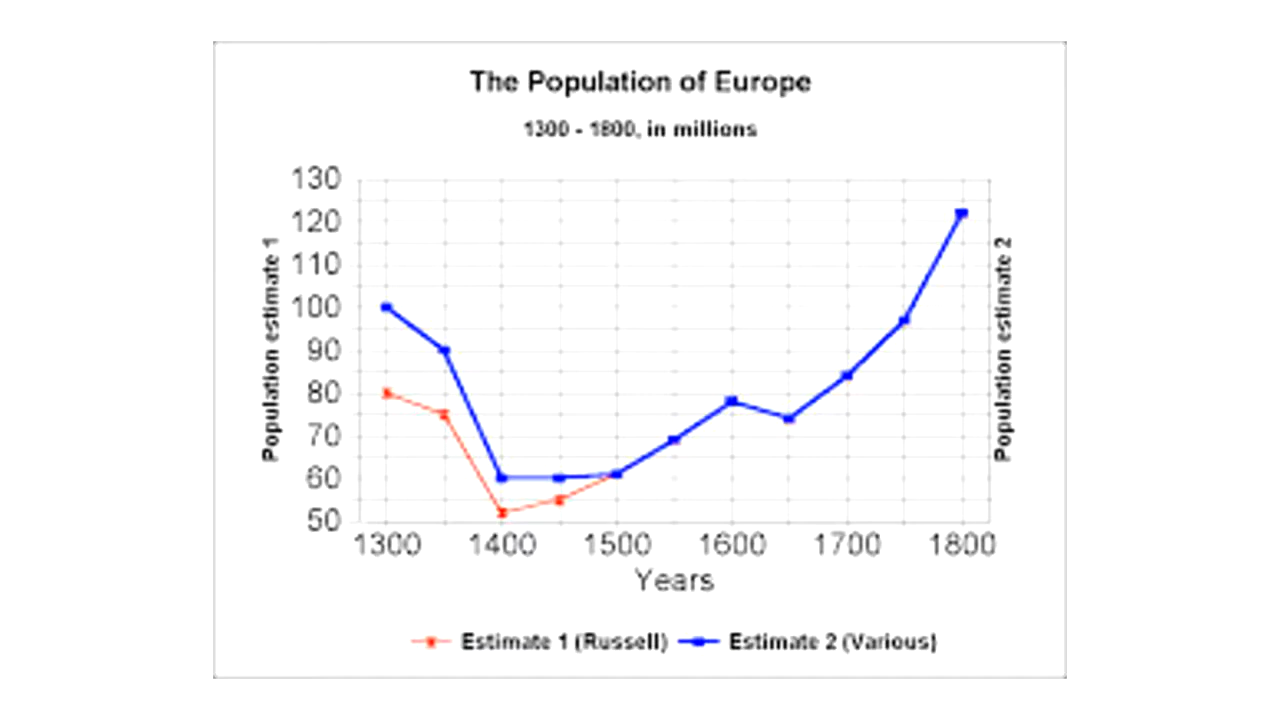 The Population of Europe
1300 - 1800, in millions
130
120
110
100
90
80
70
60
50
Population estimate 1
Population estimate 2
1300 1400 1500 1600 1700 1800
Years
Estimate 1 (Russell) Estimate 2 (Various)